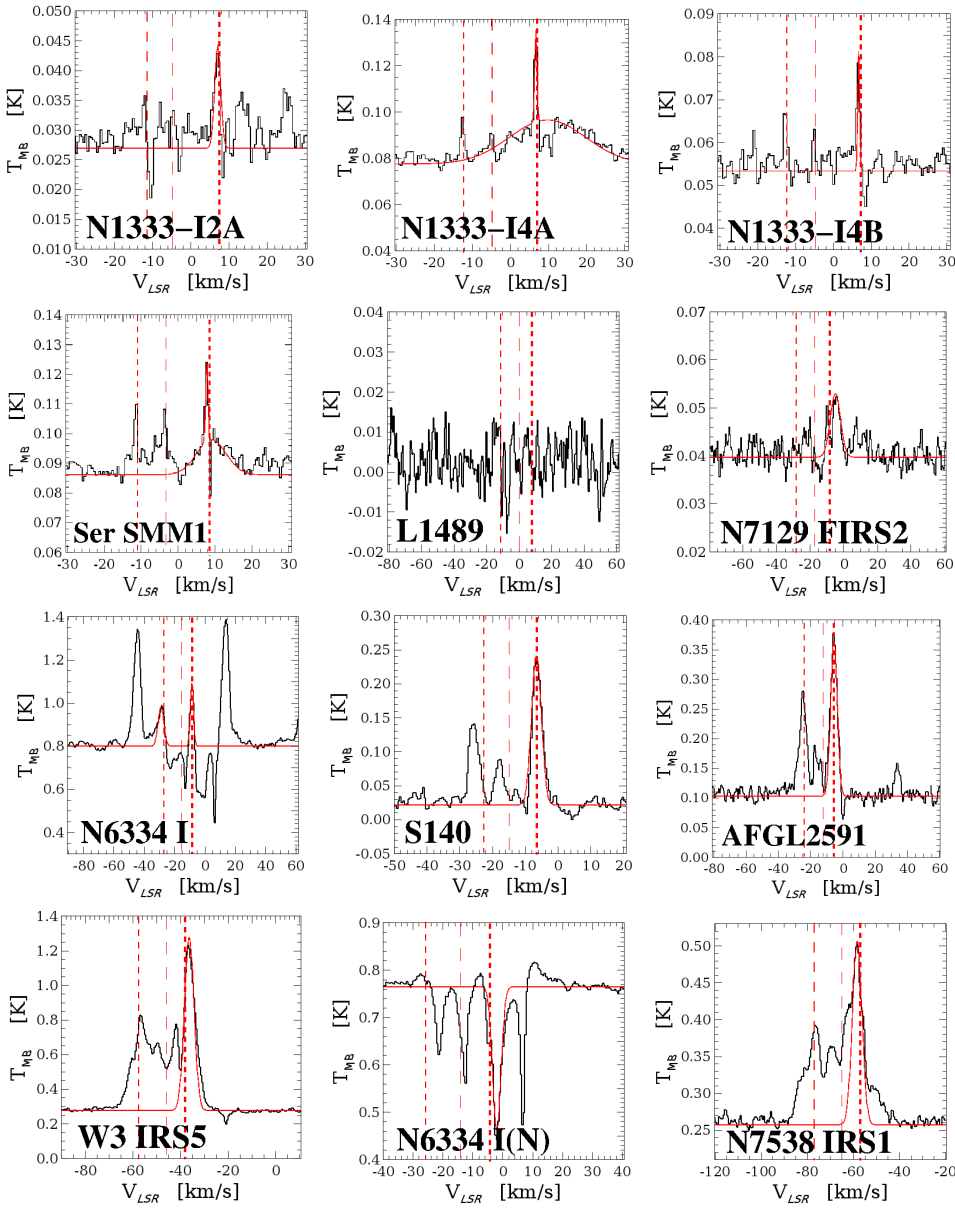 0.050
0.045
0.040
0.035
0.030
0.025
0.020
0.015
0.010
T_MB [K]
N1333−I2A
-30 -20 -10 0 10 20 30
V_LSR [km/s]
0.14
0.12
0.10
0.08
0.06
0.04
T_MB [K]
N1333−I4A
-30 -20 -10 0 10 20 30
V_LSR [km/s]
0.09
0.08
0.07
0.06
0.05
0.04
T_MB [K]
N1333−I4B
-30 -20 -10 0 10 20 30
V_LSR [km/s]
0.14
0.13
0.12
0.11
0.10
0.09
0.08
0.07
0.06
T_MB [K]
Ser SMM1
-30 -20 -10 0 10 20 30
V_LSR [km/s]
0.04
0.03
0.02
0.01
0.00
-0.01
-0.02
T_MB [K]
L1489
-80 -60 -40 -20 0 20 40 60
V_LSR [km/s]
0.07
0.06
0.05
0.04
0.03
0.02
T_MB [K]
N7129 FIRS2
-80 -60 -40 -20 0 20 40 60
V_LSR [km/s]
1.4
1.2
1.0
0.8
0.6
0.4
T_MB [K]
N6334 I
-80 -60 -40 -20 0 20 40 60
V_LSR [km/s]
0.30
0.25
0.20
0.15
0.10
0.05
0.00
-0.05
T_MB [K]
S140
-50 -40 -30 -20 -10 0 10 20
V_LSR [km/s]
0.40
0.35
0.30
0.25
0.20
0.15
0.10
0.05
0.00
T_MB [K]
AFGL2591
-80 -60 -40 -20 0 20 40 60
V_LSR [km/s]
1.4
1.2
1.0
0.8
0.6
0.4
0.2
0.0
T_MB [K]
W3 IRS5
-80 -60 -40 -20 0
V_LSR [km/s]
0.9
0.8
0.7
0.6
0.5
0.4
T_MB [K]
N6334 I(N)
-40 -30 -20 -10 0 10 20 30 40
V_LSR [km/s]
0.50
0.45
0.40
0.35
0.30
0.25
T_MB [K]
N7538 IRS1
-120 -100 -80 -60 -40 -20
V_LSR [km/s]